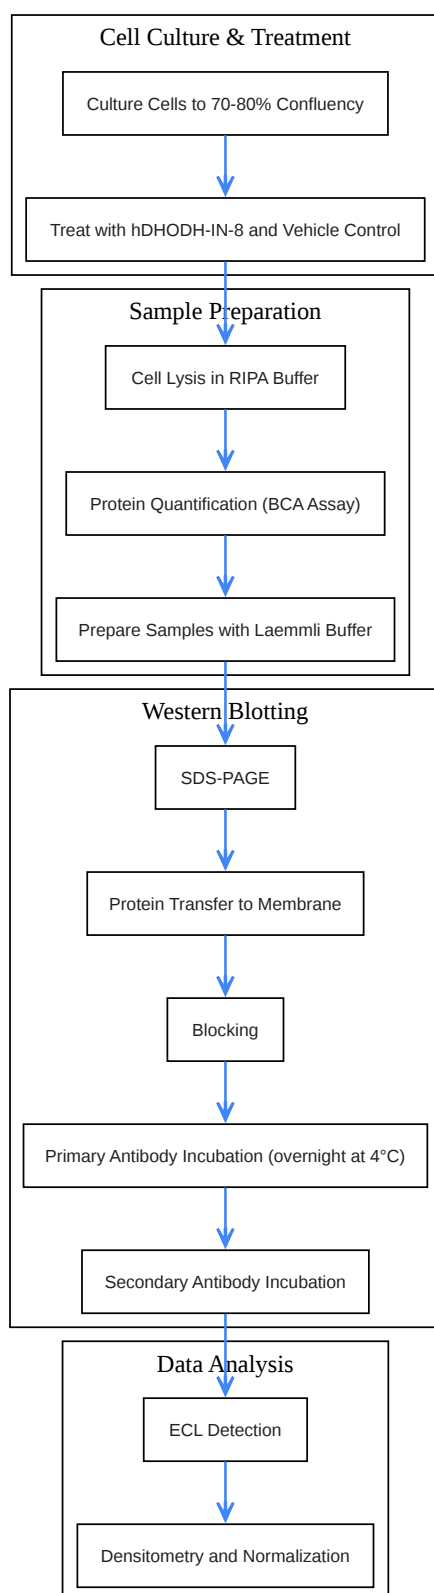 Cell Culture & Treatment
Culture Cells to 70-80% Confluency
Treat with hDHODH-IN-8 and Vehicle Control
Sample Preparation
Cell Lysis in RIPA Buffer
Protein Quantification (BCA Assay)
Prepare Samples with Laemmli Buffer
Western Blotting
SDS-PAGE
Protein Transfer to Membrane
Blocking
Primary Antibody Incubation (overnight at 4°C)
Secondary Antibody Incubation
Data Analysis
ECL Detection
Densitometry and Normalization